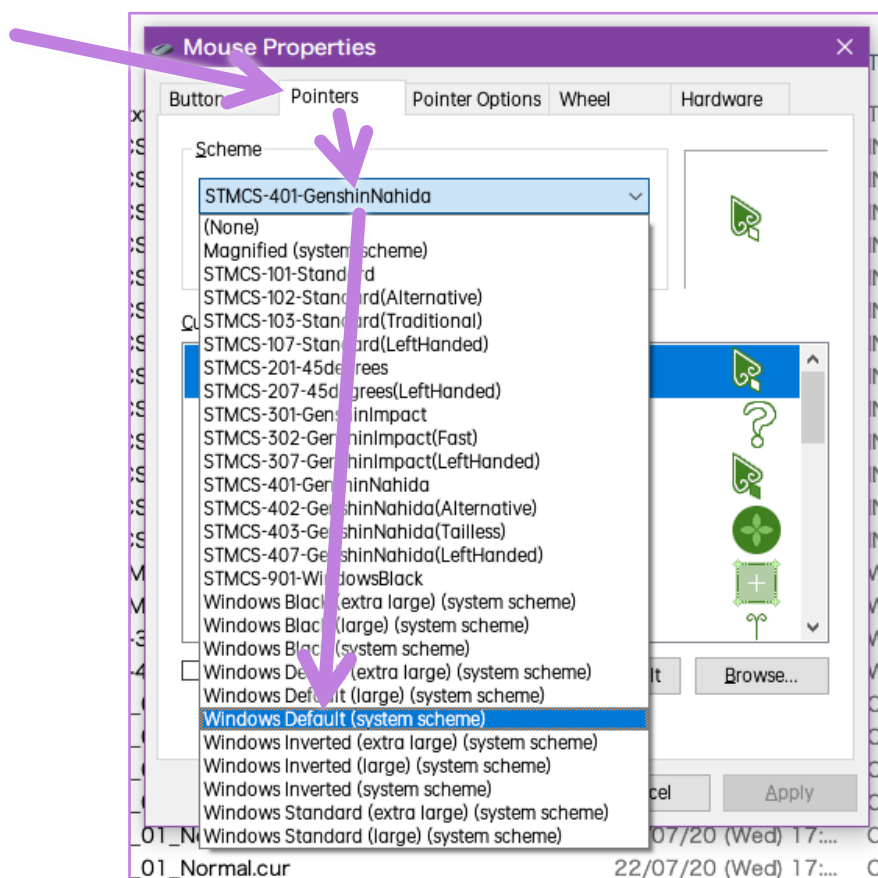 Mouse Properties
Pointers
Pointer Options
Wheel
Hardware
Scheme
STMCS-401-GenshinNahida
(None)
Magnified (system scheme)
STMCS-101-Standard
STMCS-102-Standard(Alternative)
STMCS-103-Standard(Traditional)
STMCS-107-Standard(LeftHanded)
STMCS-201-45degrees
STMCS-207-45degrees(LeftHanded)
STMCS-301-GenshinImpact
STMCS-302-GenshinImpact(Fast)
STMCS-307-GenshinImpact(LeftHanded)
STMCS-401-GenshinNahida
STMCS-402-GenshinNahida(Alternative)
STMCS-403-GenshinNahida(Tailless)
STMCS-407-GenshinNahida(LeftHanded)
STMCS-901-WindowsBlack
Windows Black (extra large) (system scheme)
Windows Black (large) (system scheme)
Windows Black (system scheme)
Windows Default (extra large) (system scheme)
Windows Default (large) (system scheme)
Windows Default (system scheme)
Windows Inverted (extra large) (system scheme)
Windows Inverted (large) (system scheme)
Windows Inverted (system scheme)
Windows Standard (extra large) (system scheme)
Windows Standard (large) (system scheme)
Browse...
Apply
07/20 (Wed) 17:...
_01_Normal.cur
22/07/20 (Wed) 17:...